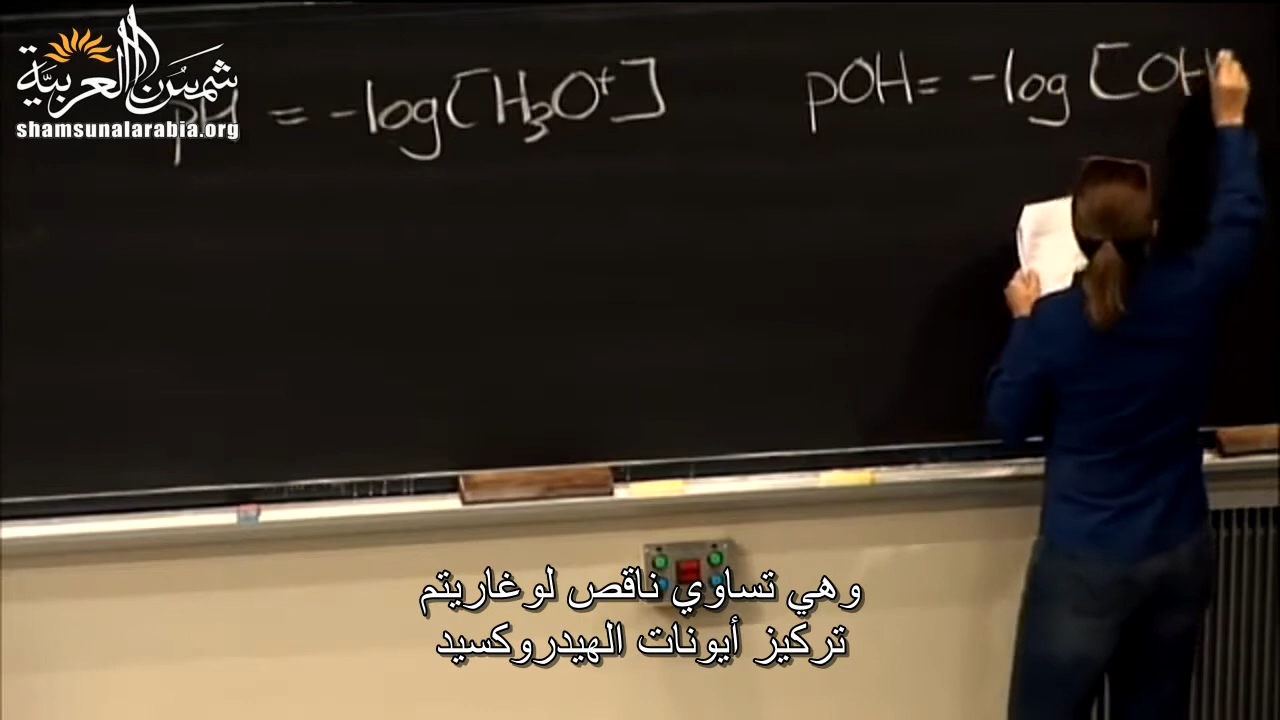 شمس العربية
shamsunalarabia.org
pH = -log[H₃O⁺]
pOH = -log [OH
وهي تساوي ناقص لوغاريتم
تركيز أيونات الهيدروكسيد